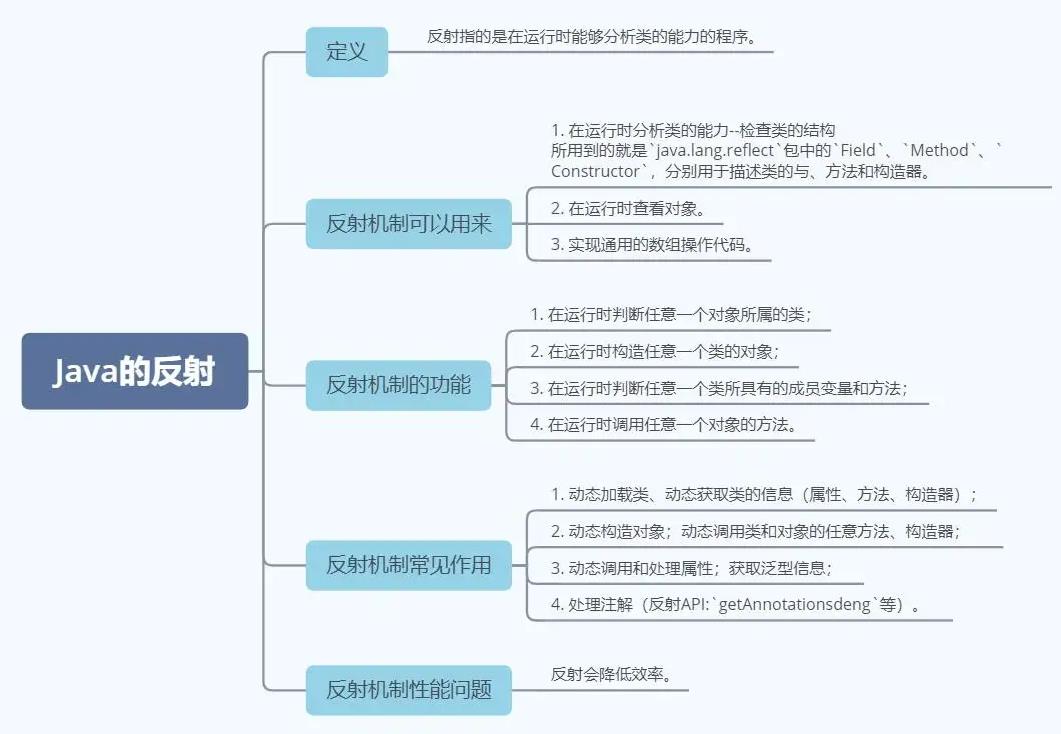 Java的反射
定义
反射指的是在运行时能够分析类的能力的程序。
反射机制可以用来
1. 在运行时分析类的能力--检查类的结构
所用到的就是`java.lang.reflect`包中的`Field`、`Method`、`
Constructor`，分别用于描述类的与、方法和构造器。
2. 在运行时查看对象。
3. 实现通用的数组操作代码。
反射机制的功能
1. 在运行时判断任意一个对象所属的类；
2. 在运行时构造任意一个类的对象；
3. 在运行时判断任意一个类所具有的成员变量和方法；
4. 在运行时调用任意一个对象的方法。
反射机制常见作用
1. 动态加载类、动态获取类的信息（属性、方法、构造器）；
2. 动态构造对象；动态调用类和对象的任意方法、构造器；
3. 动态调用和处理属性；获取泛型信息；
4. 处理注解（反射API:`getAnnotationsdeng`等）。
反射机制性能问题
反射会降低效率。